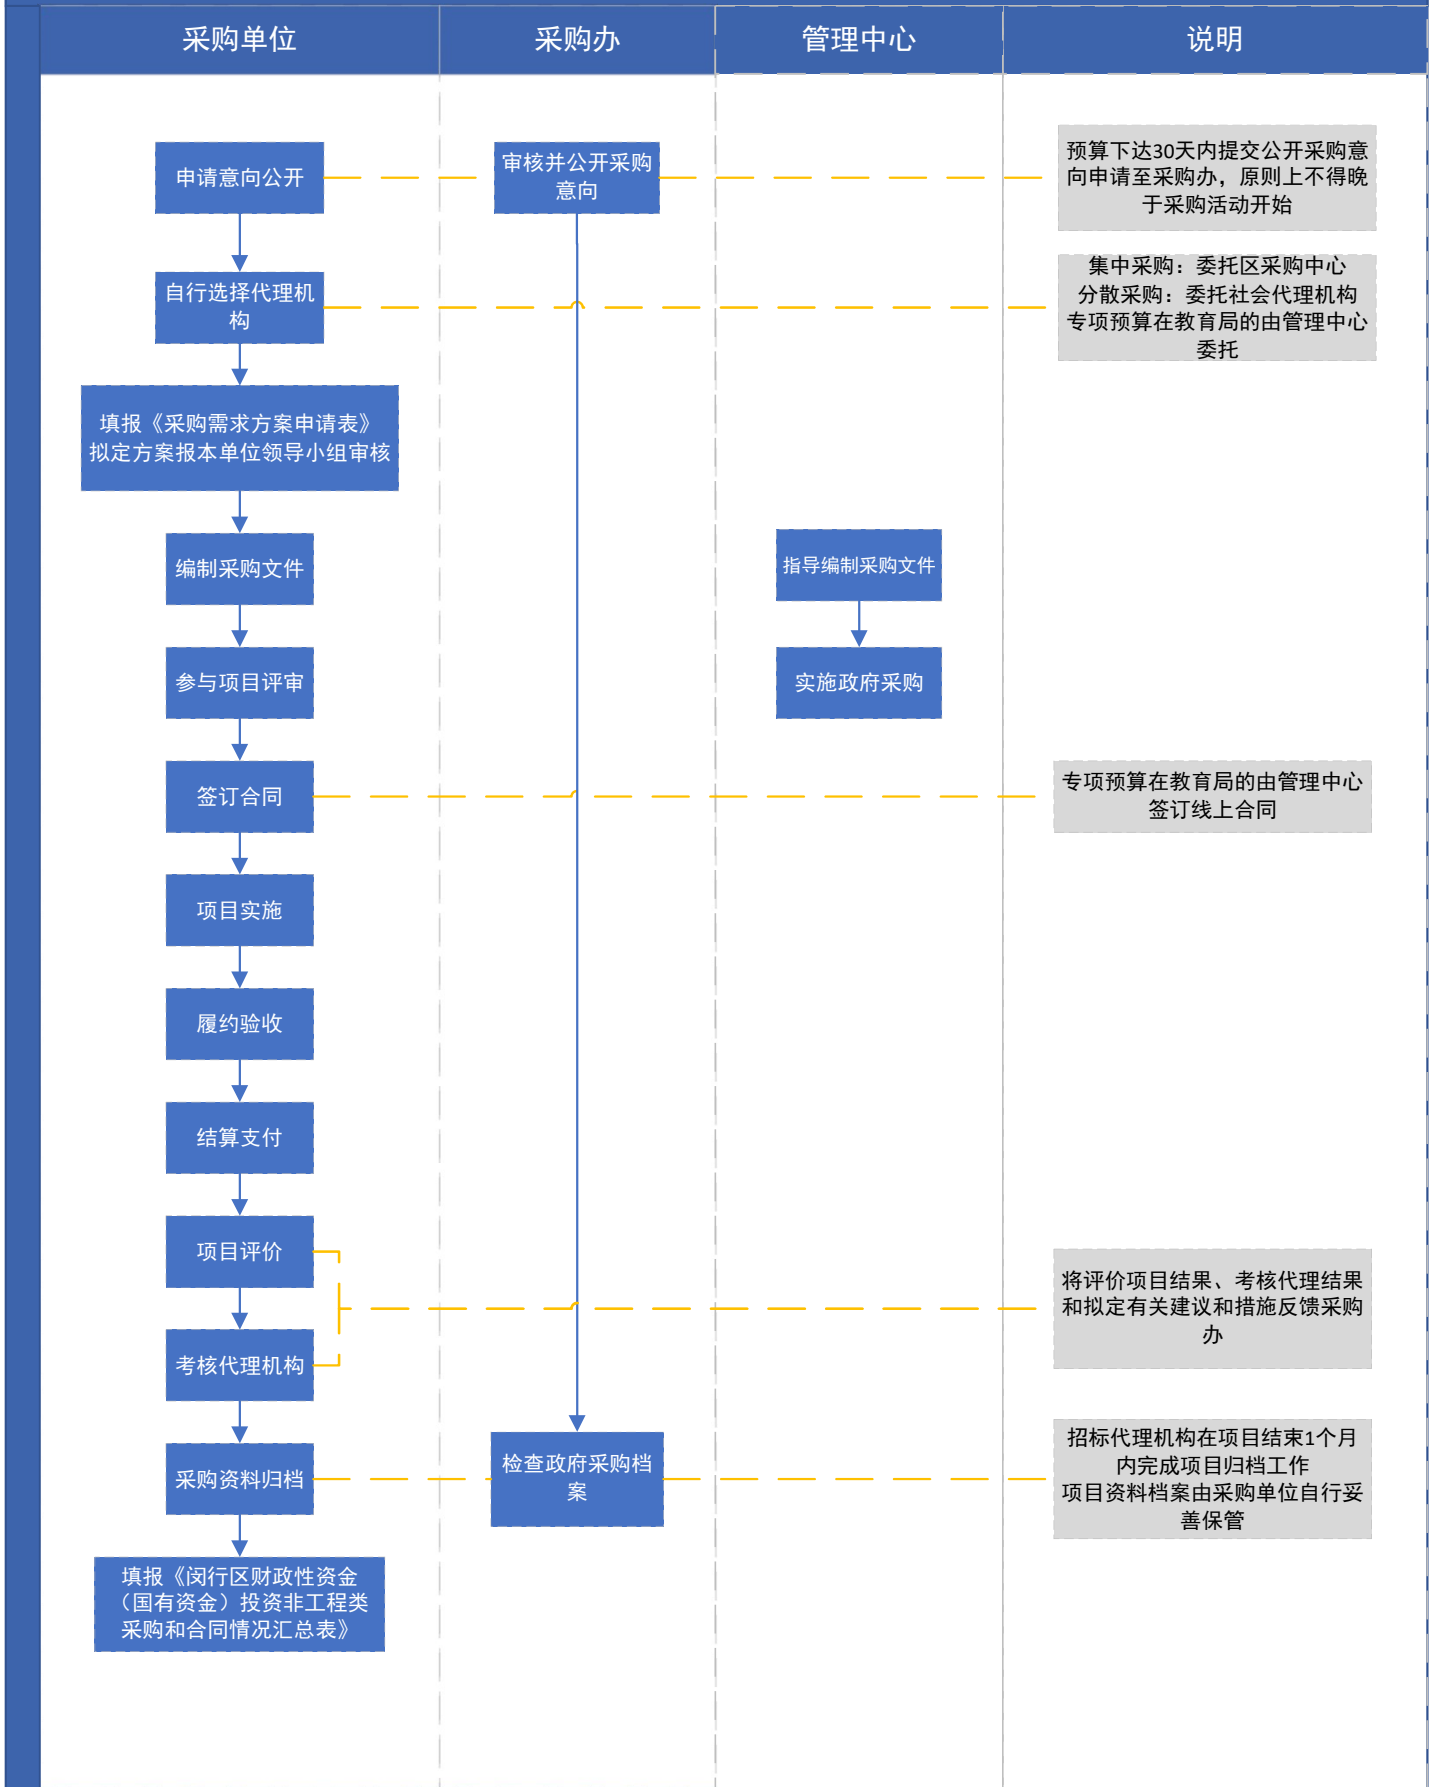 采购单位
采购办
管理中心
说明
申请意向公开
审核并公开采购
意向
预算下达30天内提交公开采购意
向申请至采购办，原则上不得晚
于采购活动开始
自行选择代理机
构
集中采购：委托区采购中心
分散采购：委托社会代理机构
专项预算在教育局的由管理中心
委托
填报《采购需求方案申请表》
拟定方案报本单位领导小组审核
编制采购文件
指导编制采购文件
参与项目评审
实施政府采购
签订合同
专项预算在教育局的由管理中心
签订线上合同
项目实施
履约验收
结算支付
项目评价
将评价项目结果、考核代理结果
和拟定有关建议和措施反馈采购
办
考核代理机构
采购资料归档
检查政府采购档
案
招标代理机构在项目结束1个月
内完成项目归档工作
项目资料档案由采购单位自行妥
善保管
填报《闵行区财政性资金
（国有资金）投资非工程类
采购和合同情况汇总表》